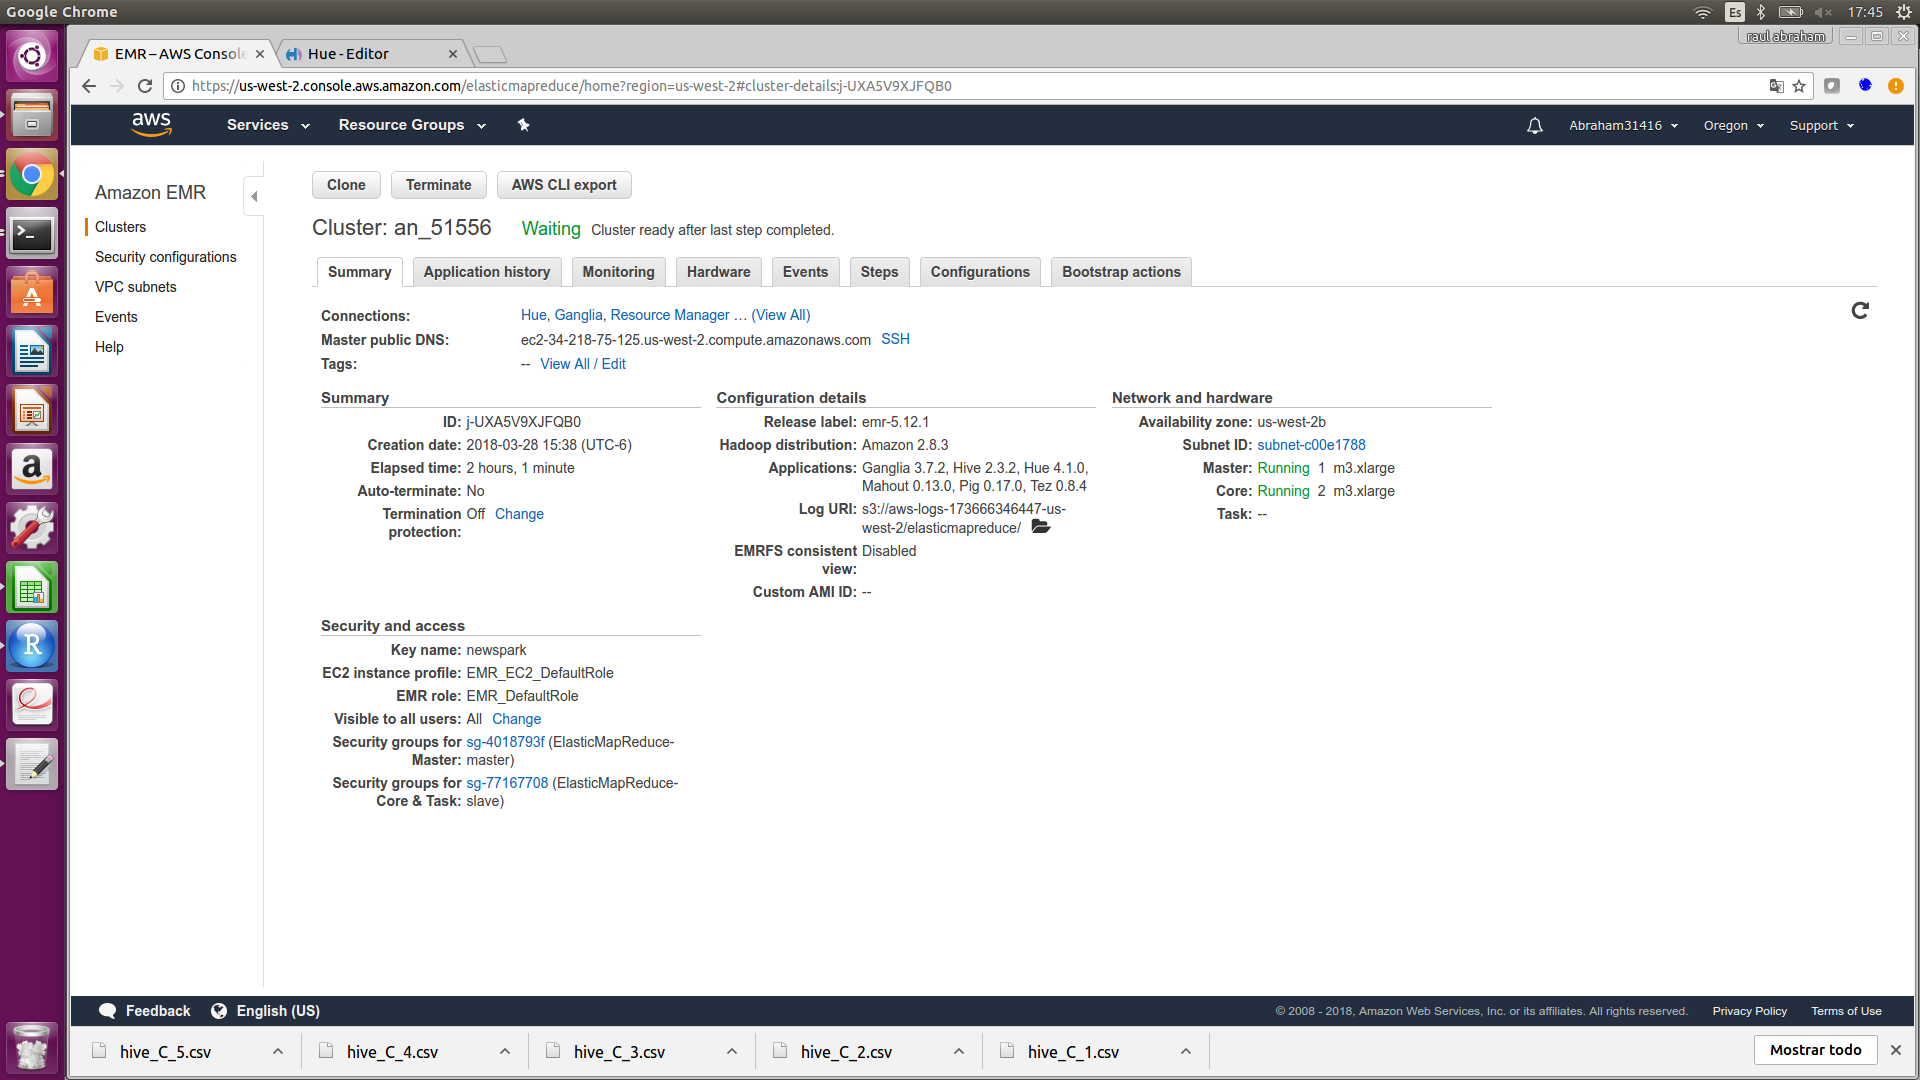 Google Chrome
Es
17:45
raul abraham
EMR – AWS Console
Hue - Editor
https://us-west-2.console.aws.amazon.com/elasticmapreduce/home?region=us-west-2#cluster-details:j-UXA5V9XJFQB0
aws
Services
Resource Groups
Abraham31416
Oregon
Support
Amazon EMR
Clusters
Security configurations
VPC subnets
Events
Help
Clone
Terminate
AWS CLI export
Cluster: an_51556
Waiting Cluster ready after last step completed.
Summary
Application history
Monitoring
Hardware
Events
Steps
Configurations
Bootstrap actions
Connections: Hue, Ganglia, Resource Manager … (View All)
Master public DNS: ec2-34-218-75-125.us-west-2.compute.amazonaws.com SSH
Tags: -- View All / Edit
Summary
ID: j-UXA5V9XJFQB0
Creation date: 2018-03-28 15:38 (UTC-6)
Elapsed time: 2 hours, 1 minute
Auto-terminate: No
Termination Off Change
protection:
Configuration details
Release label: emr-5.12.1
Hadoop distribution: Amazon 2.8.3
Applications: Ganglia 3.7.2, Hive 2.3.2, Hue 4.1.0,
Mahout 0.13.0, Pig 0.17.0, Tez 0.8.4
Log URI: s3://aws-logs-173666346447-us-
west-2/elasticmapreduce/
EMRFS consistent Disabled
view:
Custom AMI ID: --
Network and hardware
Availability zone: us-west-2b
Subnet ID: subnet-c00e1788
Master: Running 1 m3.xlarge
Core: Running 2 m3.xlarge
Task: --
Security and access
Key name: newspark
EC2 instance profile: EMR_EC2_DefaultRole
EMR role: EMR_DefaultRole
Visible to all users: All Change
Security groups for sg-4018793f (ElasticMapReduce-
Master: master)
Security groups for sg-77167708 (ElasticMapReduce-
Core & Task: slave)
Feedback
English (US)
© 2008 - 2018, Amazon Web Services, Inc. or its affiliates. All rights reserved.
Privacy Policy
Terms of Use
hive_C_5.csv
hive_C_4.csv
hive_C_3.csv
hive_C_2.csv
hive_C_1.csv
Mostrar todo